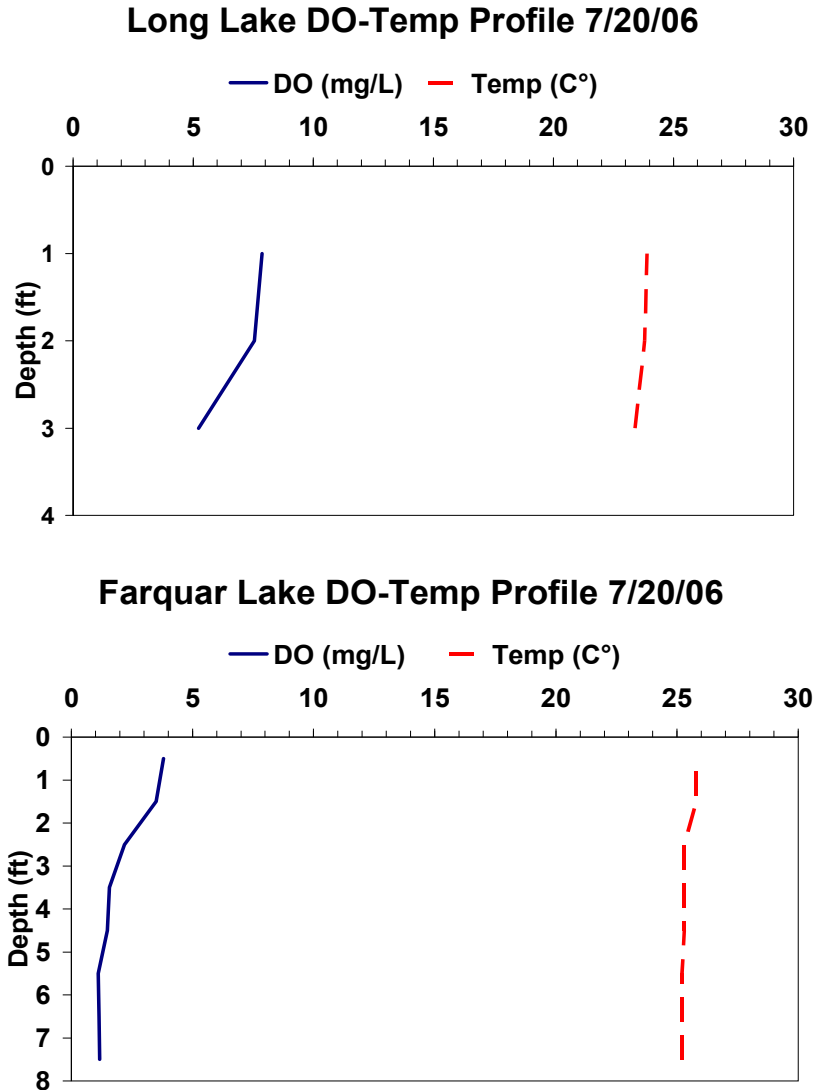 Long Lake DO-Temp Profile 7/20/06
DO (mg/L) Temp (C°)
0 5 10 15 20 25 30
0
1
2
3
4
Depth (ft)
Farquar Lake DO-Temp Profile 7/20/06
DO (mg/L) Temp (C°)
0 5 10 15 20 25 30
0
1
2
3
4
5
6
7
8
Depth (ft)